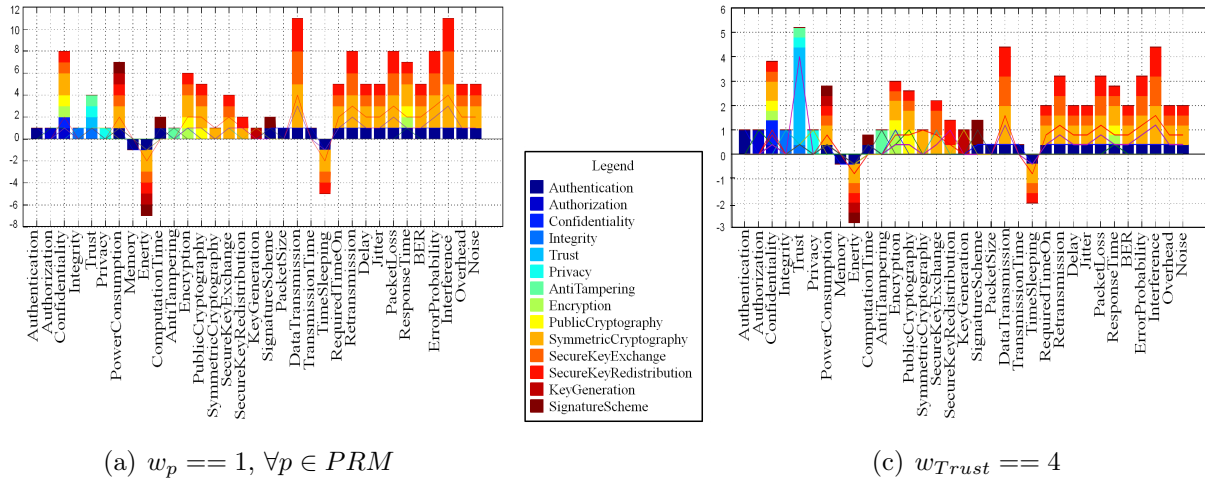 12
10
8
6
4
2
0
-2
-4
-6
-8
Authentication
Authorization
Confidentiality
Integrity
Trust
Privacy
PowerConsumption
Memory
Enerty
ComputationTime
AntiTampering
Encryption
PublicCryptography
SymmetricCryptography
SecureKeyExchange
SecureKeyRedistribution
KeyGeneration
SignatureScheme
PacketSize
DataTransmission
TransmissionTime
TimeSleeping
RequiredTimeOn
Retransmission
Delay
Jitter
PacketLoss
ResponseTime
BER
ErrorProbability
Interferece
Overhead
Noise
(a) w_p == 1, ∀p ∈ PRM
Legend
Authentication
Authorization
Confidentiality
Integrity
Trust
Privacy
AntiTampering
Encryption
PublicCryptography
SymmetricCryptography
SecureKeyExchange
SecureKeyRedistribution
KeyGeneration
SignatureScheme
6
5
4
3
2
1
0
-1
-2
-3
Authentication
Authorization
Confidentiality
Integrity
Trust
Privacy
PowerConsumption
Memory
Enerty
ComputationTime
AntiTampering
Encryption
PublicCryptography
SymmetricCryptography
SecureKeyExchange
SecureKeyRedistribution
KeyGeneration
SignatureScheme
PacketSize
DataTransmission
TransmissionTime
TimeSleeping
RequiredTimeOn
Retransmission
Delay
Jitter
PacketLoss
ResponseTime
BER
ErrorProbability
Interferece
Overhead
Noise
(c) w_Trust == 4